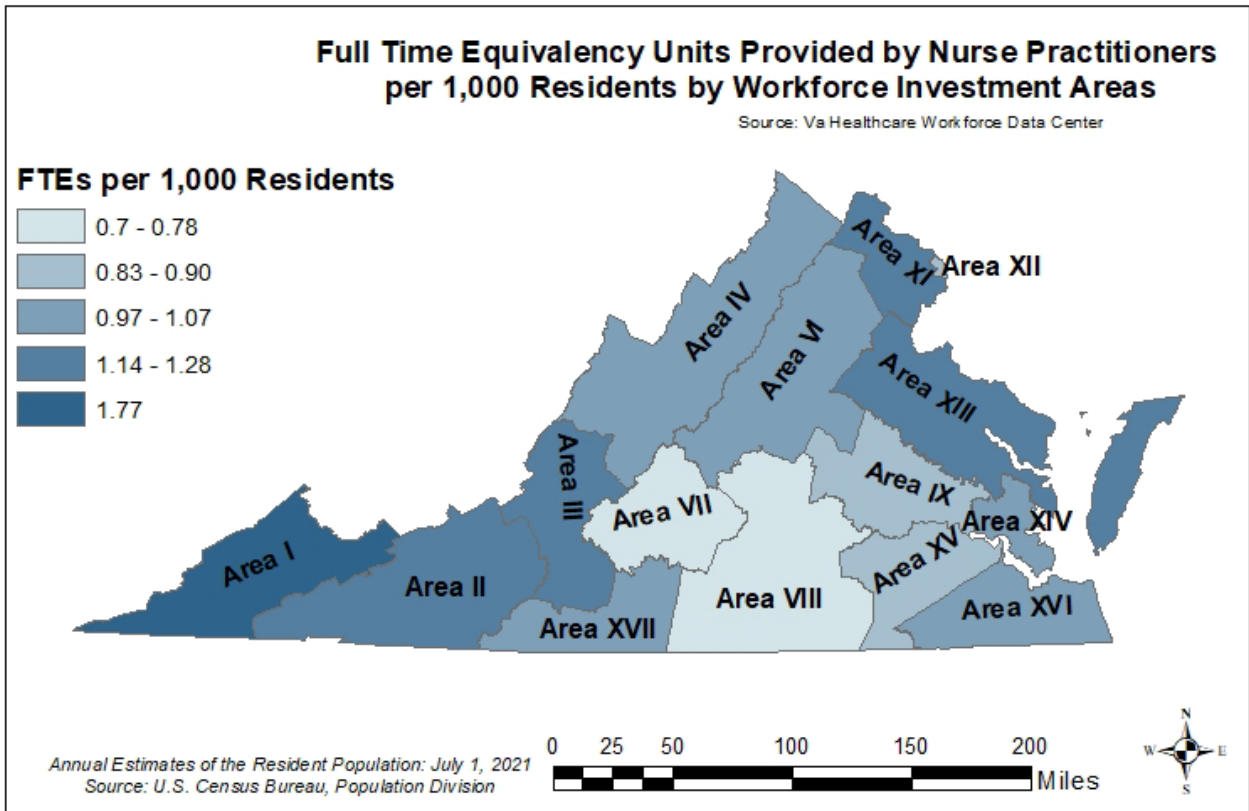 Full Time Equivalency Units Provided by Nurse Practitioners
per 1,000 Residents by Workforce Investment Areas
Source: Va Healthcare Workforce Data Center
FTEs per 1,000 Residents
0.7 - 0.78
0.83 - 0.90
0.97 - 1.07
1.14 - 1.28
1.77
Area XI
Area XII
Area IV
Area VI
Area XIII
Area III
Area IX
Area VII
Area XIV
Area I
Area XV
Area II
Area VIII
Area XVI
Area XVII
Annual Estimates of the Resident Population: July 1, 2021
Source: U.S. Census Bureau, Population Division
0 25 50 100 150 200
Miles
N
W E
S